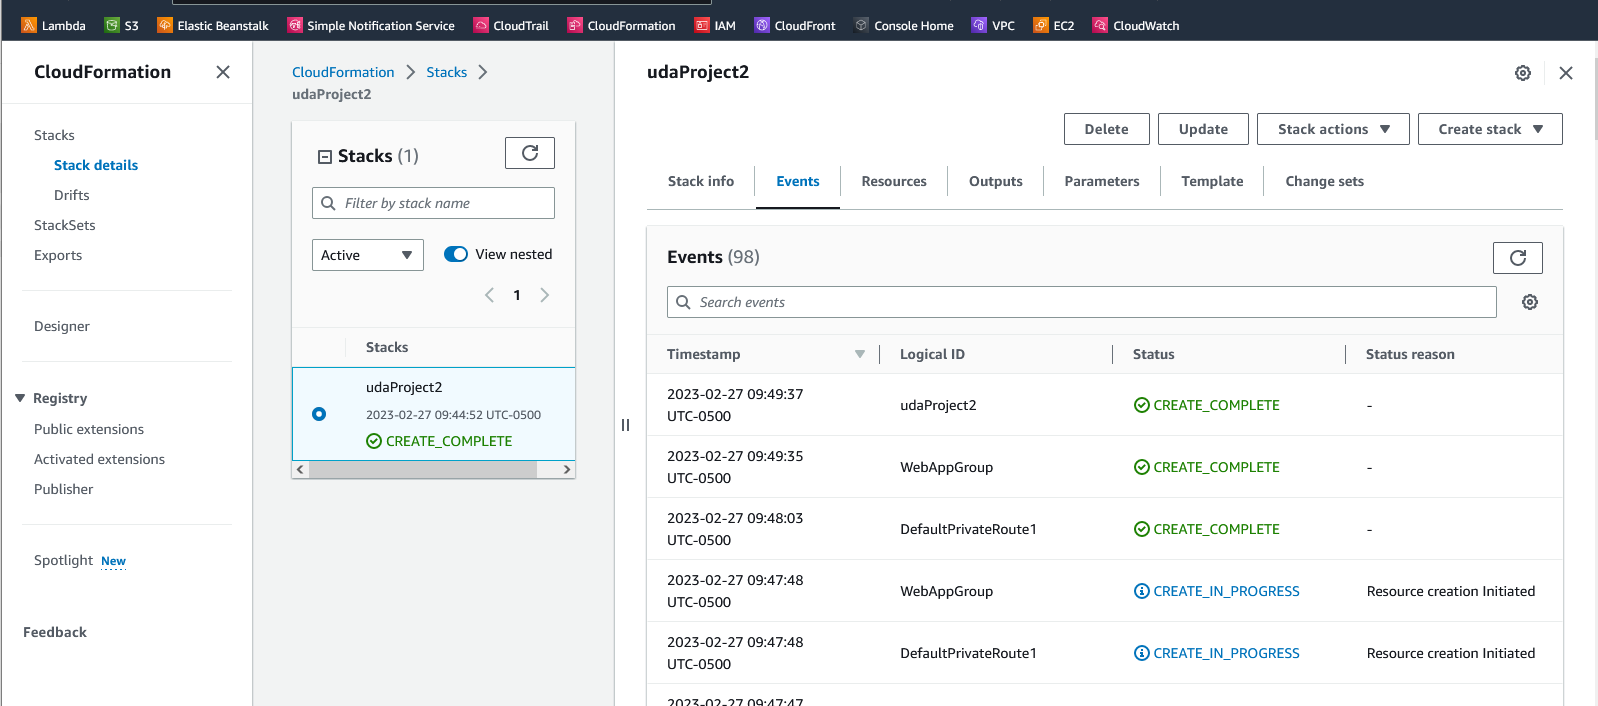 Lambda S3 Elastic Beanstalk Simple Notification Service CloudTrail CloudFormation IAM CloudFront Console Home VPC EC2 CloudWatch
CloudFormation
Stacks
Stack details
Drifts
StackSets
Exports
Designer
Registry
Public extensions
Activated extensions
Publisher
Spotlight New
Feedback
CloudFormation Stacks
udaProject2
Stacks (1)
Filter by stack name
Active View nested
1
Stacks
udaProject2
2023-02-27 09:44:52 UTC-0500
CREATE_COMPLETE
udaProject2
Delete Update Stack actions Create stack
Stack info Events Resources Outputs Parameters Template Change sets
Events (98)
Search events
Timestamp Logical ID Status Status reason
2023-02-27 09:49:37
UTC-0500
udaProject2 CREATE_COMPLETE -
2023-02-27 09:49:35
UTC-0500
WebAppGroup CREATE_COMPLETE -
2023-02-27 09:48:03
UTC-0500
DefaultPrivateRoute1 CREATE_COMPLETE -
2023-02-27 09:47:48
UTC-0500
WebAppGroup CREATE_IN_PROGRESS Resource creation Initiated
2023-02-27 09:47:48
UTC-0500
DefaultPrivateRoute1 CREATE_IN_PROGRESS Resource creation Initiated
2023-02-27 09:47:47